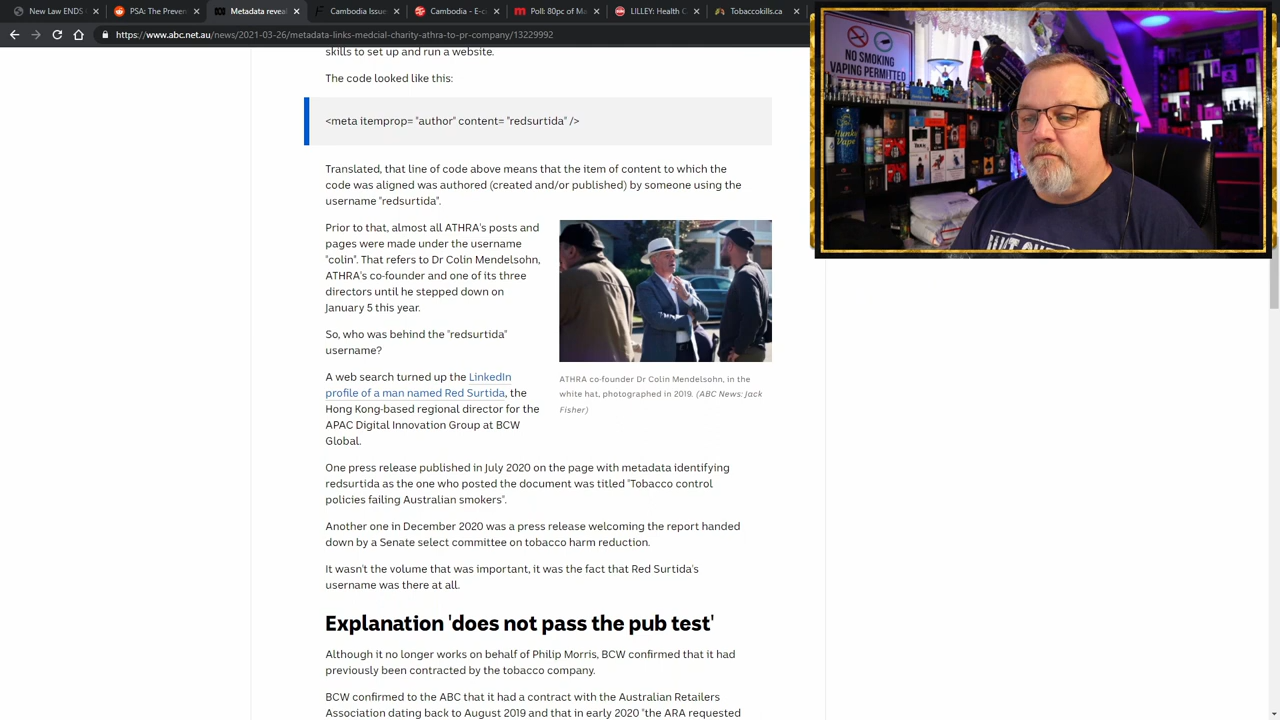 New Law ENDS
PSA: The Preve
Metadata reveal
Cambodia Ex
LILLEY: Health C
Tobaccokills.ca
https://www.abc.net.au/news/2021-03-26/metadata-links-medical-charity-athra-to-pr-company/13229992
skills to set up and run a website.
The code looked like this:
<meta itemprop= "author" content= "redsurtida" />
Translated, that line of code above means that the item of content to which the
code was aligned was authored (created and/or published) by someone using the
username "redsurtida".
Prior to that, almost all ATHRA's posts and
pages were made under the username
"colin". That refers to Dr Colin Mendelsohn,
ATHRA's co-founder and one of its three
directors until he stepped down on
January 5 this year.
So, who was behind the "redsurtida"
username?
A web search turned up the LinkedIn
profile of a man named Red Surtida, the
Hong Kong-based regional director for the
APAC Digital Innovation Group at BCW
Global.
ATHRA co-founder Dr Colin Mendelsohn, in the
white hat, photographed in 2019. (ABC News: Jack
Fisher)
One press release published in July 2020 on the page with metadata identifying
redsurtida as the one who posted the document was titled "Tobacco control
policies failing Australian smokers".
Another one in December 2020 was a press release welcoming the report handed
down by a Senate select committee on tobacco harm reduction.
It wasn't the volume that was important, it was the fact that Red Surtida's
username was there at all.
Explanation 'does not pass the pub test'
Although it no longer works on behalf of Philip Morris, BCW confirmed that it had
previously been contracted by the tobacco company.
BCW confirmed to the ABC that it had a contract with the Australian Retailers
Association dating back to August 2019 and that in early 2020 "the ARA requested
NO SMOKING
VAPING PERMITTED
VAPE
Hunky
Vape